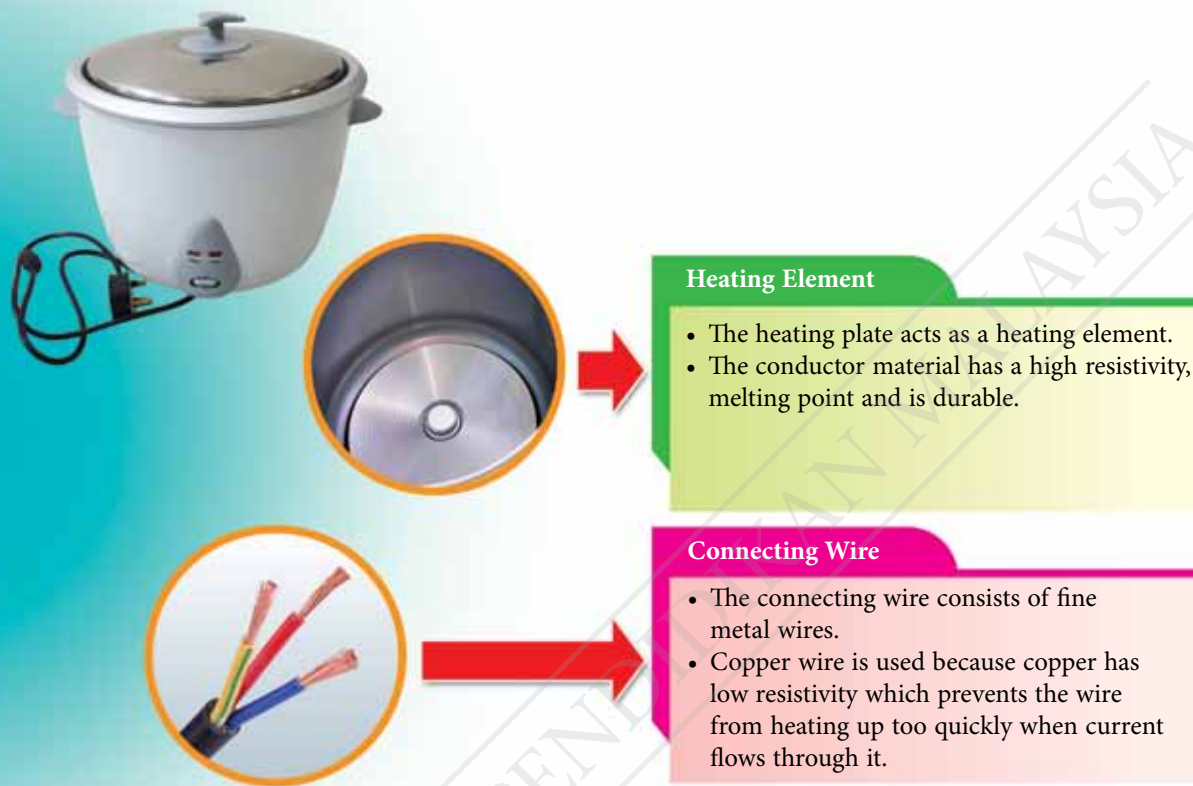 Heating Element
• The heating plate acts as a heating element.
• The conductor material has a high resistivity,
melting point and is durable.
Connecting Wire
• The connecting wire consists of fine
metal wires.
• Copper wire is used because copper has
low resistivity which prevents the wire
from heating up too quickly when current
flows through it.
PENDIDIKAN MALAYSIA